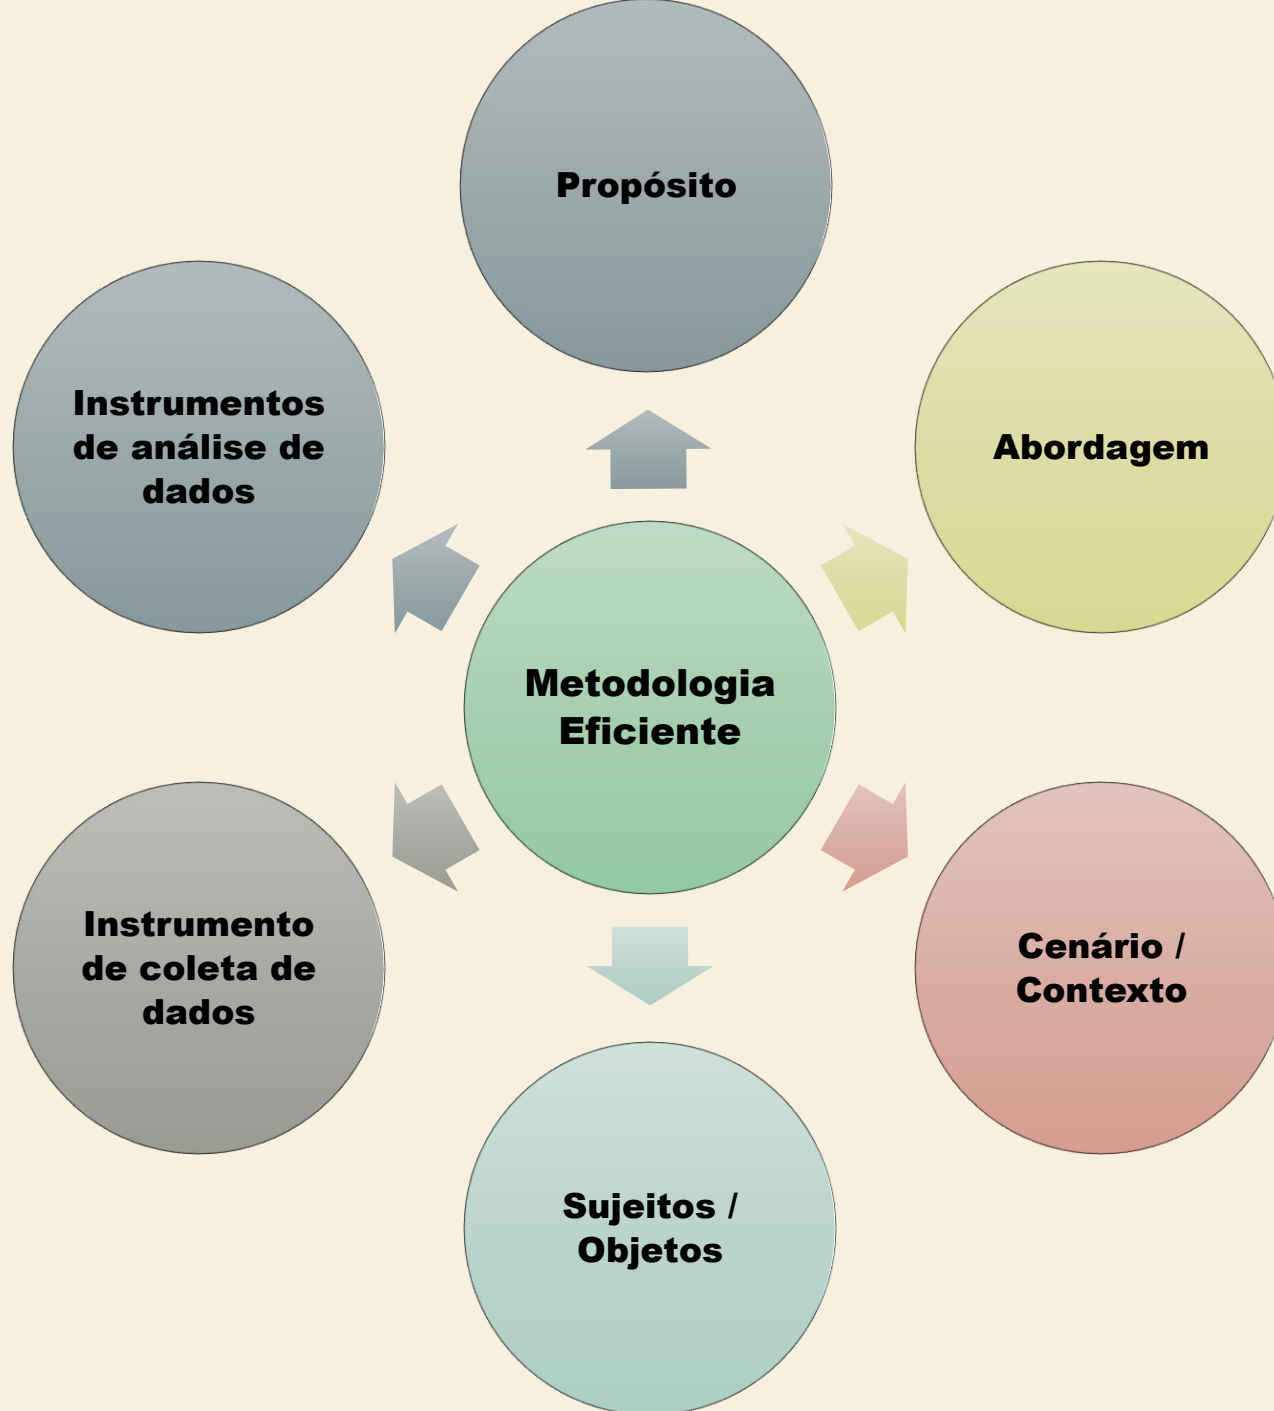 Propósito
Instrumentos
de análise de
dados
Abordagem
Metodologia
Eficiente
Instrumento
de coleta de
dados
Cenário /
Contexto
Sujeitos /
Objetos